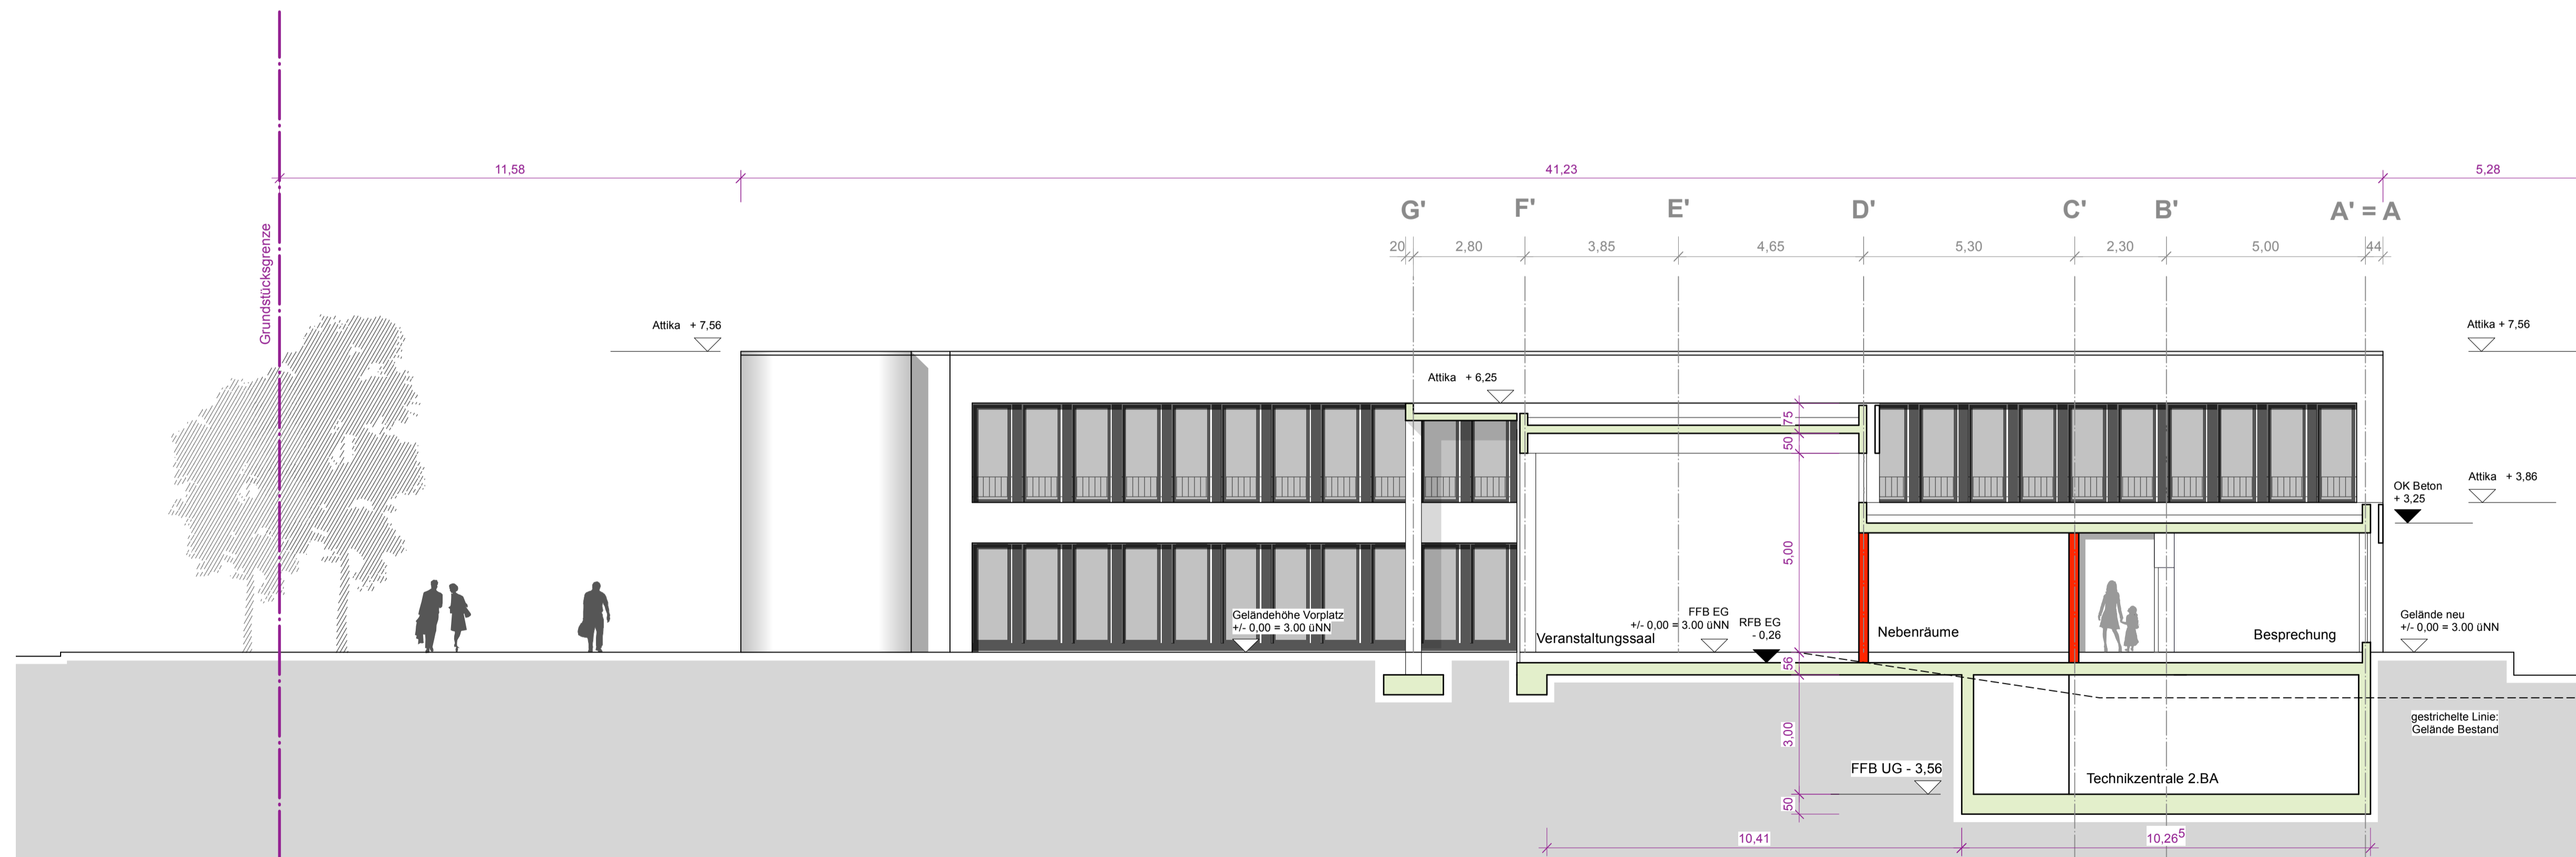 11,58
41,23
5,28
G'
F'
E'
D'
C'
B'
A' = A
20
2,80
3,85
4,65
5,30
2,30
5,00
44
Grundstücksgrenze
Attika + 7,56
Attika + 7,56
Attika + 6,25
75
50
Attika + 3,86
OK Beton
+ 3,25
5,00
Geländehöhe Vorplatz
+/- 0,00 = 3.00 üNN
FFB EG
+/- 0,00 = 3.00 üNN
RFB EG
- 0,26
Veranstaltungssaal
Nebenräume
Besprechung
Gelände neu
+/- 0,00 = 3.00 üNN
56
gestrichelte Linie:
Gelände Bestand
3,00
FFB UG - 3,56
Technikzentrale 2.BA
50
10,41
10,26⁵